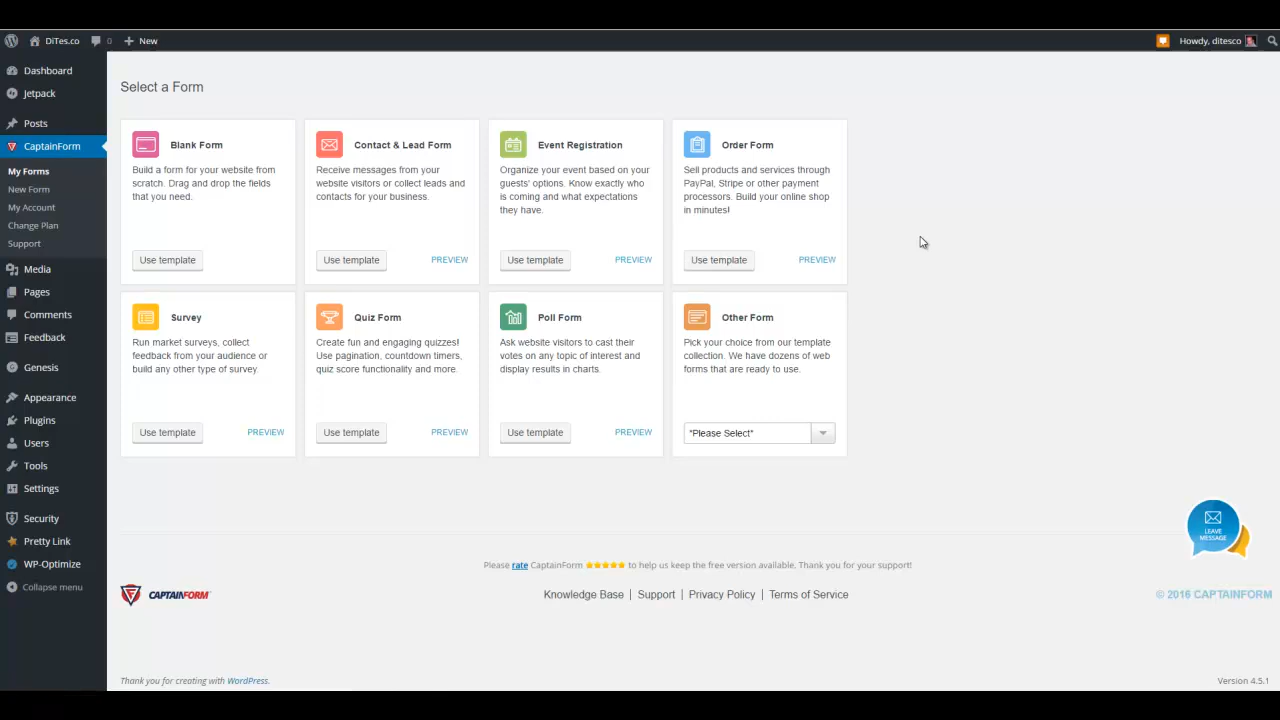 DiTes.co
0
New
Howdy, ditesco
Dashboard
Jetpack
Posts
CaptainForm
My Forms
New Form
My Account
Change Plan
Support
Media
Pages
Comments
Feedback
Genesis
Appearance
Plugins
Users
Tools
Settings
Security
Pretty Link
WP-Optimize
Collapse menu
Select a Form
Blank Form
Build a form for your website from
scratch. Drag and drop the fields
that you need.
Use template
Contact & Lead Form
Receive messages from your
website visitors or collect leads and
contacts for your business.
Use template PREVIEW
Event Registration
Organize your event based on your
guests' options. Know exactly who
is coming and what expectations
they have.
Use template PREVIEW
Order Form
Sell products and services through
PayPal, Stripe or other payment
processors. Build your online shop
in minutes!
Use template PREVIEW
Survey
Run market surveys, collect
feedback from your audience or
build any other type of survey.
Use template PREVIEW
Quiz Form
Create fun and engaging quizzes!
Use pagination, countdown timers,
quiz score functionality and more.
Use template PREVIEW
Poll Form
Ask website visitors to cast their
votes on any topic of interest and
display results in charts.
Use template PREVIEW
Other Form
Pick your choice from our template
collection. We have dozens of web
forms that are ready to use.
*Please Select*
LEAVE
MESSAGE
Please rate CaptainForm ★★★★★ to help us keep the free version available. Thank you for your support!
CAPTAINFORM
Knowledge Base | Support | Privacy Policy | Terms of Service
© 2016 CAPTAINFORM
Thank you for creating with WordPress.
Version 4.5.1